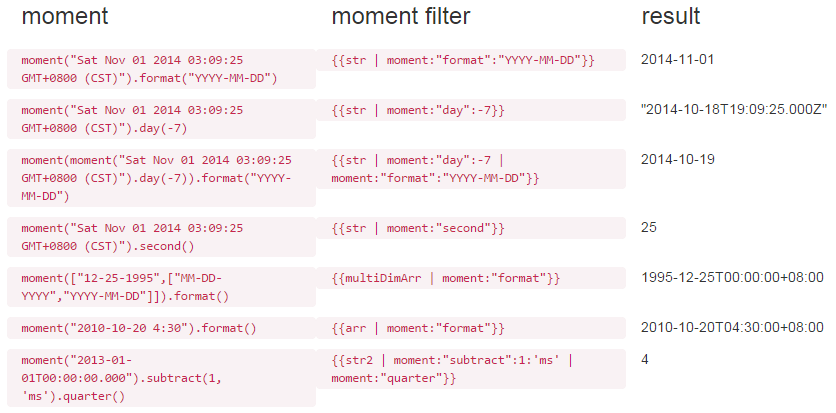 moment moment filter result
moment("Sat Nov 01 2014 03:09:25 {{str | moment:"format":"YYYY-MM-DD"}} 2014-11-01
GMT+0800 (CST)").format("YYYY-MM-DD")
moment("Sat Nov 01 2014 03:09:25 {{str | moment:"day":-7}} "2014-10-18T19:09:25.000Z"
GMT+0800 (CST)").day(-7)
moment(moment("Sat Nov 01 2014 03:09:25 {{str | moment:"day":-7 | 2014-10-19
GMT+0800 (CST)").day(-7)).format("YYYY- moment:"format":"YYYY-MM-DD"}}
MM-DD")
moment("Sat Nov 01 2014 03:09:25 {{str | moment:"second"}} 25
GMT+0800 (CST)").second()
moment(["12-25-1995",["MM-DD- {{multiDimArr | moment:"format"}} 1995-12-25T00:00:00+08:00
YYYY","YYYY-MM-DD"]]).format()
moment("2010-10-20 4:30").format() {{arr | moment:"format"}} 2010-10-20T04:30:00+08:00
moment("2013-01- {{str2 | moment:"subtract":1:'ms' | 4
01T00:00:00.000").subtract(1, moment:"quarter"}}
'ms').quarter()